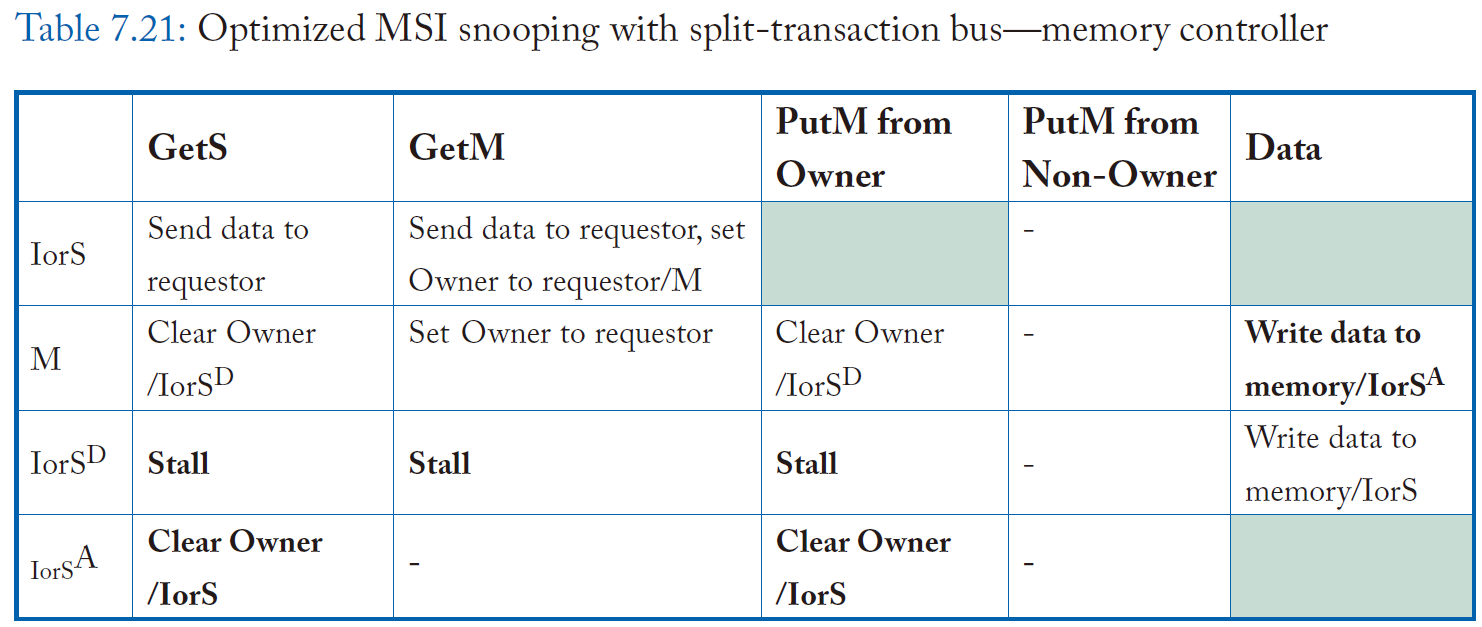 Table 7.21: Optimized MSI snooping with split-transaction bus—memory controller
GetS GetM PutM from Owner PutM from Non-Owner Data
IorS Send data to requestor Send data to requestor, set Owner to requestor/M -
M Clear Owner /IorS^D Set Owner to requestor Clear Owner /IorS^D - Write data to memory/IorS^A
IorS^D Stall Stall Stall - Write data to memory/IorS
IorS^A Clear Owner /IorS - Clear Owner /IorS -